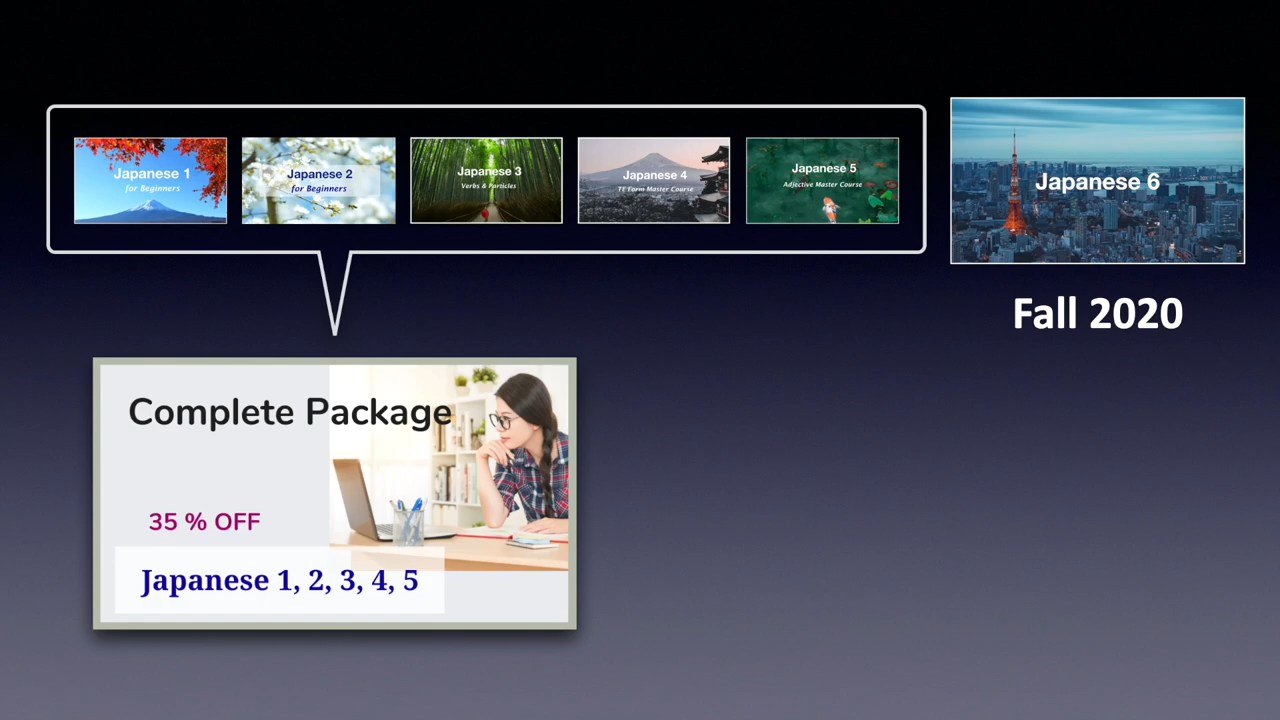 Japanese 1
for Beginners
Japanese 2
for Beginners
Japanese 3
Verbs & Particles
Japanese 4
TE Form Master Course
Japanese 5
Adjective Master Course
Japanese 6
Fall 2020
Complete Package
35 % OFF
Japanese 1, 2, 3, 4, 5